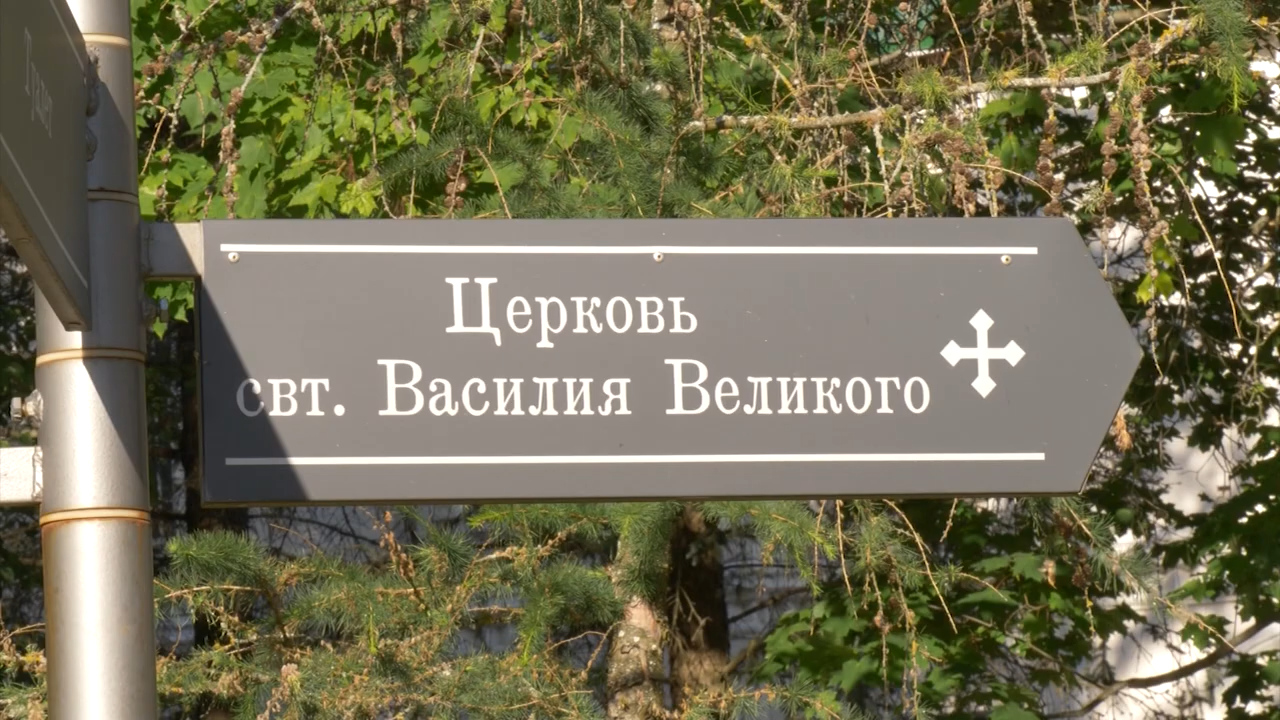 Церковь
свт. Василия Великого